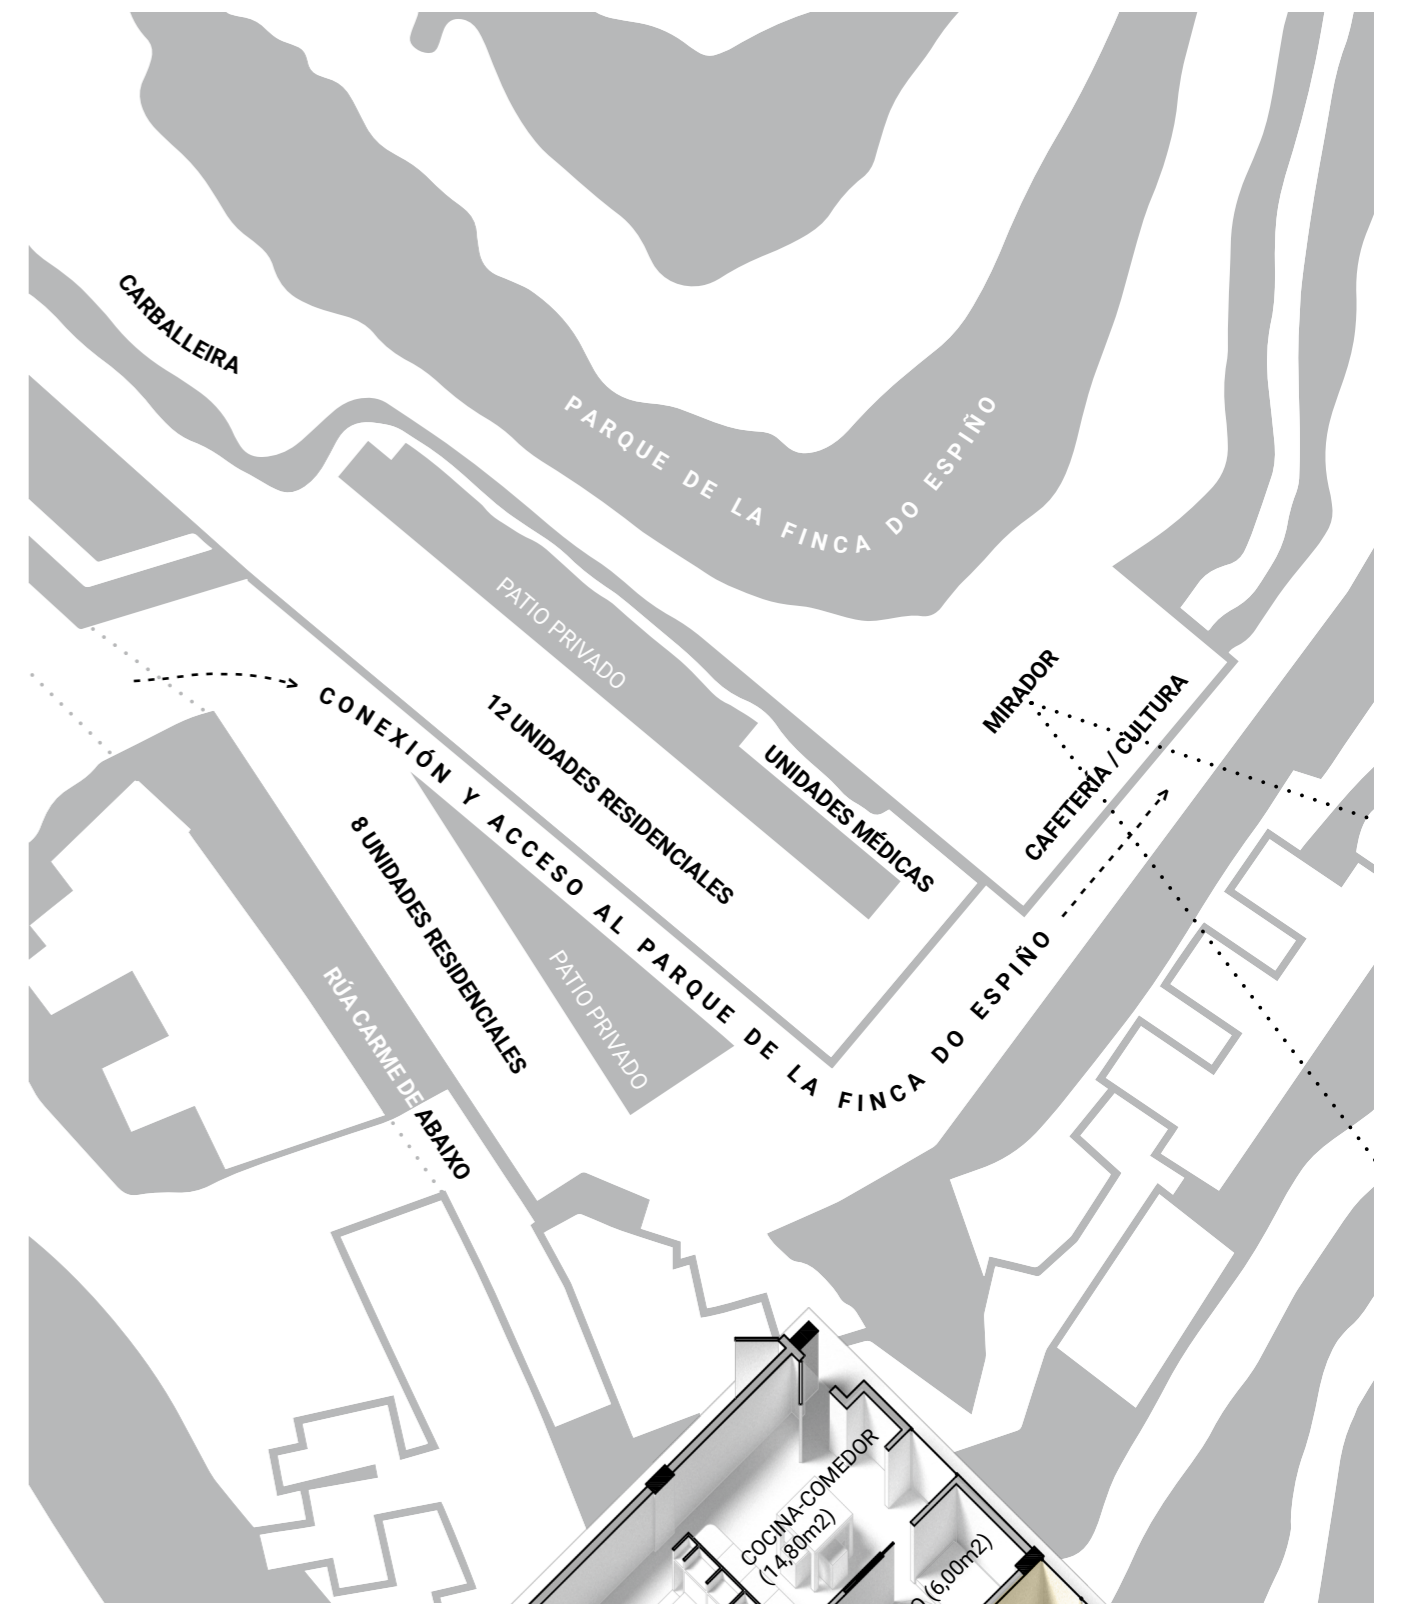 CARBALLEIRA
PARQUE DE LA FINCA DO ESPIÑO
PATIO PRIVADO
12 UNIDADES RESIDENCIALES
UNIDADES MÉDICAS
MIRADOR
CAFETERÍA / CULTURA
CONEXIÓN Y ACCESO AL PARQUE DE LA FINCA DO ESPIÑO
8 UNIDADES RESIDENCIALES
PATIO PRIVADO
RÚA CARME DE ABAIXO
COCINA-COMEDOR
(14,80m2)
(6,00m2)